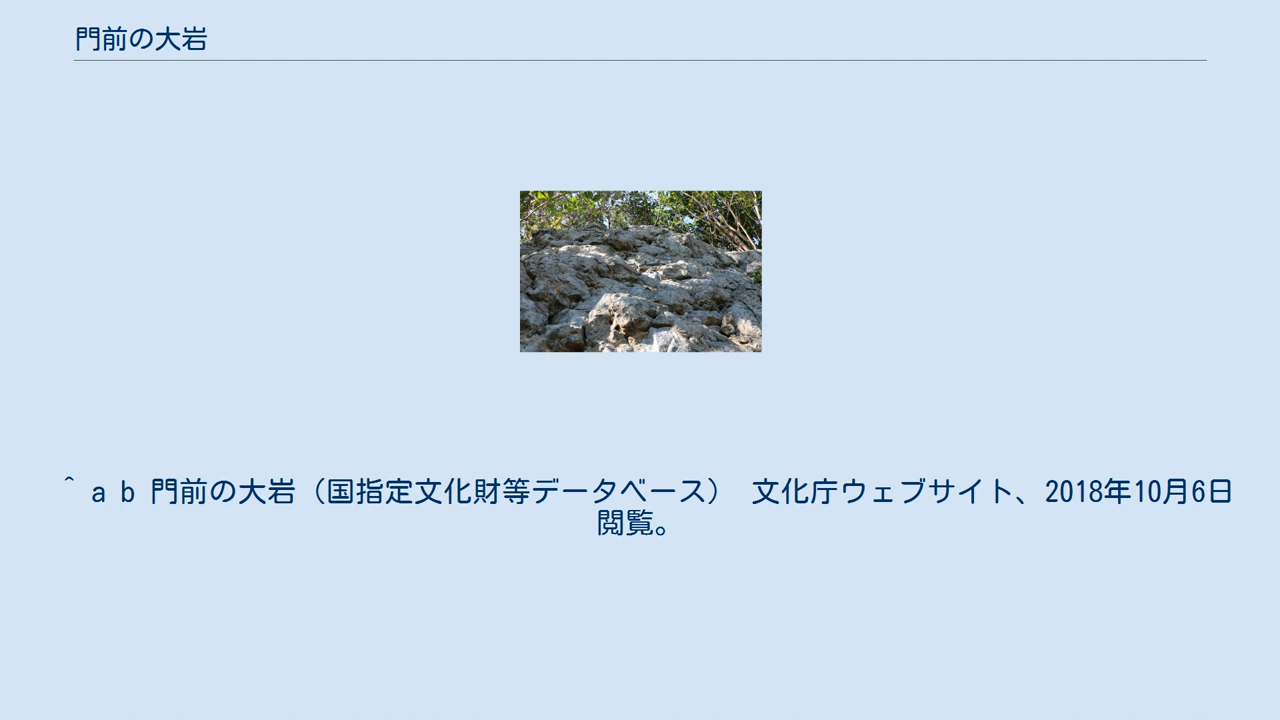 門前の大岩
^ a b 門前の大岩（国指定文化財等データベース） 文化庁ウェブサイト、2018年10月6日
閲覧。